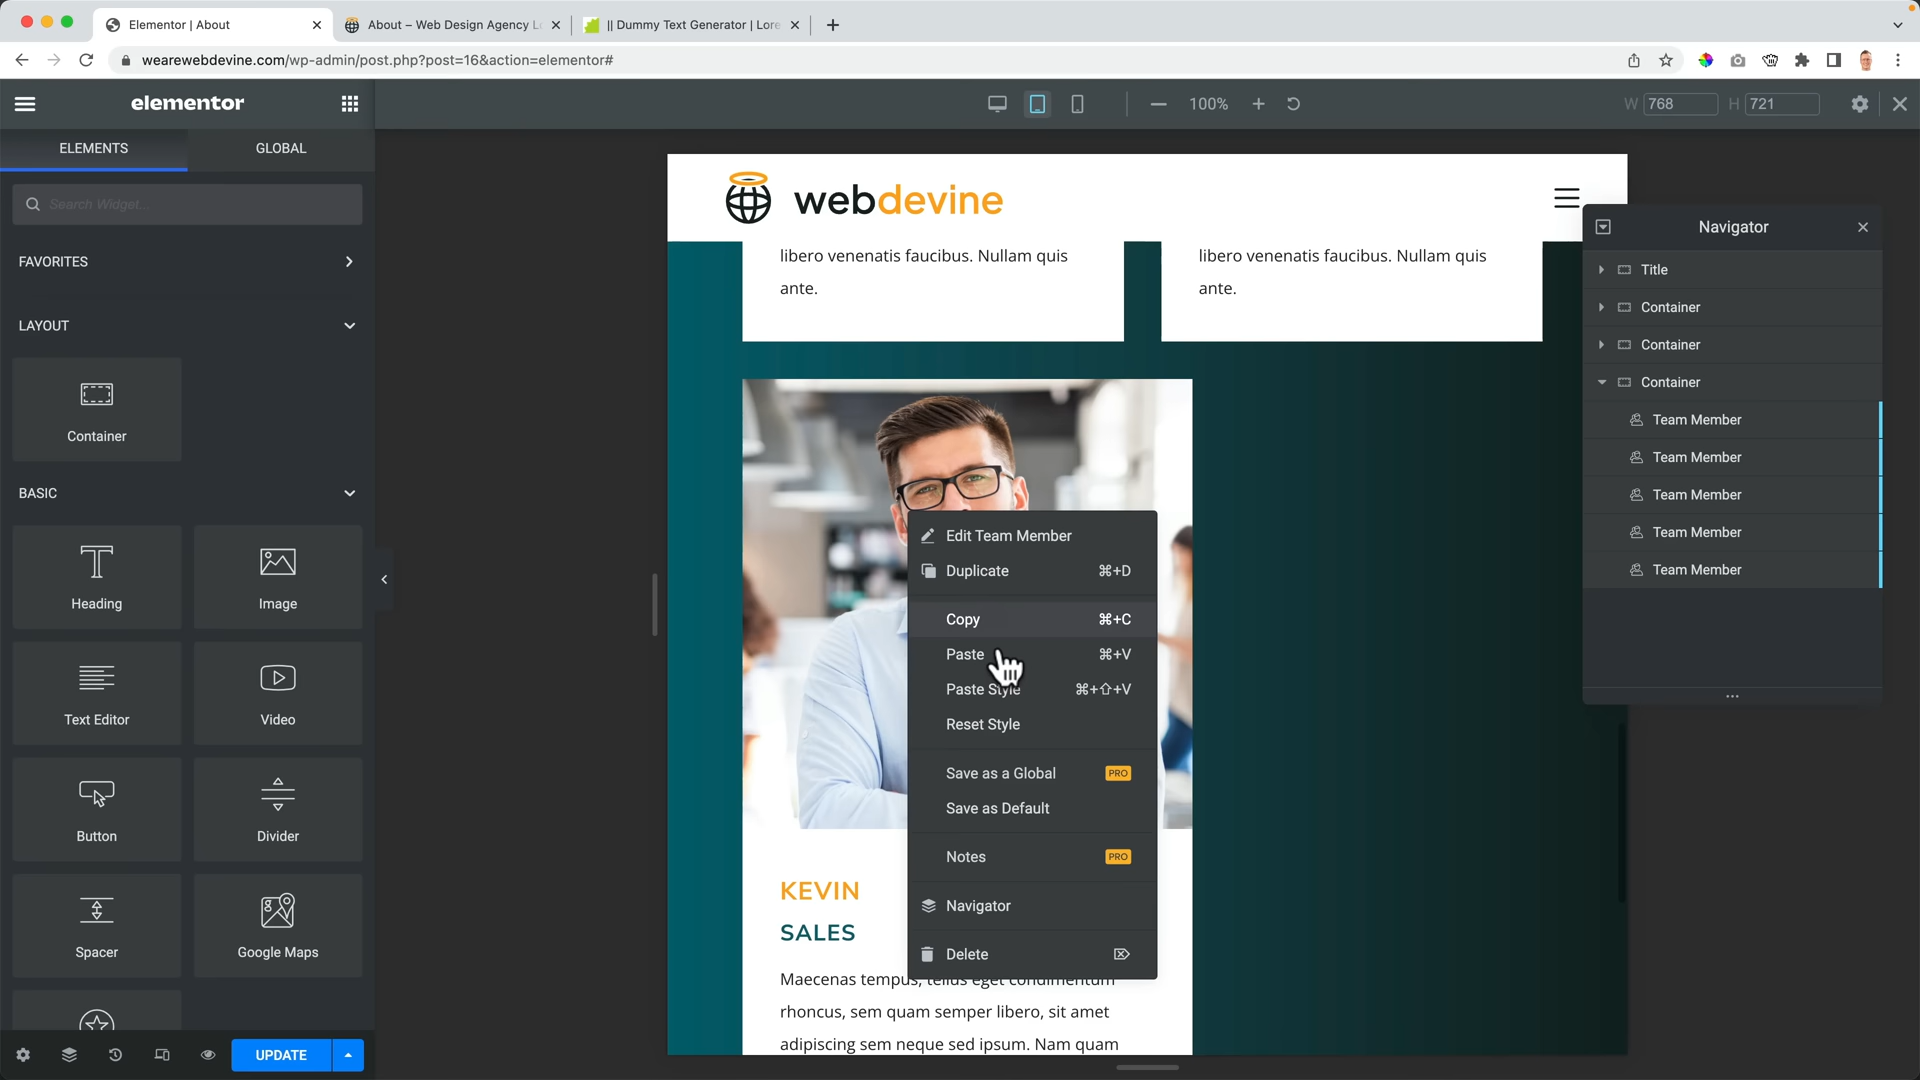 Elementor | About
About – Web Design Agency Lo
|| Dummy Text Generator | Lore
wearewebdevine.com/wp-admin/post.php?post=16&action=elementor#
elementor
100%
W 768
H 721
ELEMENTS
GLOBAL
Search Widget...
FAVORITES
LAYOUT
Container
BASIC
Heading
Image
Text Editor
Video
Button
Divider
Spacer
Google Maps
UPDATE
webdevine
libero venenatis faucibus. Nullam quis
ante.
libero venenatis faucibus. Nullam quis
ante.
Edit Team Member
Duplicate ⌘+D
Copy ⌘+C
Paste ⌘+V
Paste Style ⌘+⇧+V
Reset Style
Save as a Global PRO
Save as Default
Notes PRO
Navigator
Delete
KEVIN
SALES
Maecenas tempus, tellus eget condimentum
rhoncus, sem quam semper libero, sit amet
adipiscing sem neque sed ipsum. Nam quam
Navigator
Title
Container
Container
Container
Team Member
Team Member
Team Member
Team Member
Team Member